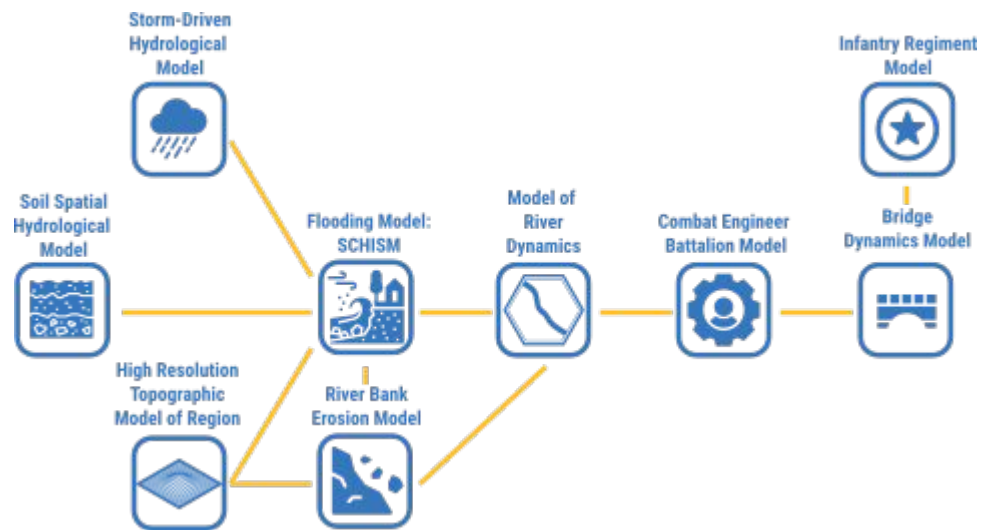 Storm-Driven
Hydrological
Model
Infantry Regiment
Model
Soil Spatial
Hydrological
Model
Flooding Model:
SCHISM
Model of
River
Dynamics
Combat Engineer
Battalion Model
Bridge
Dynamics Model
High Resolution
Topographic
Model of Region
River Bank
Erosion Model